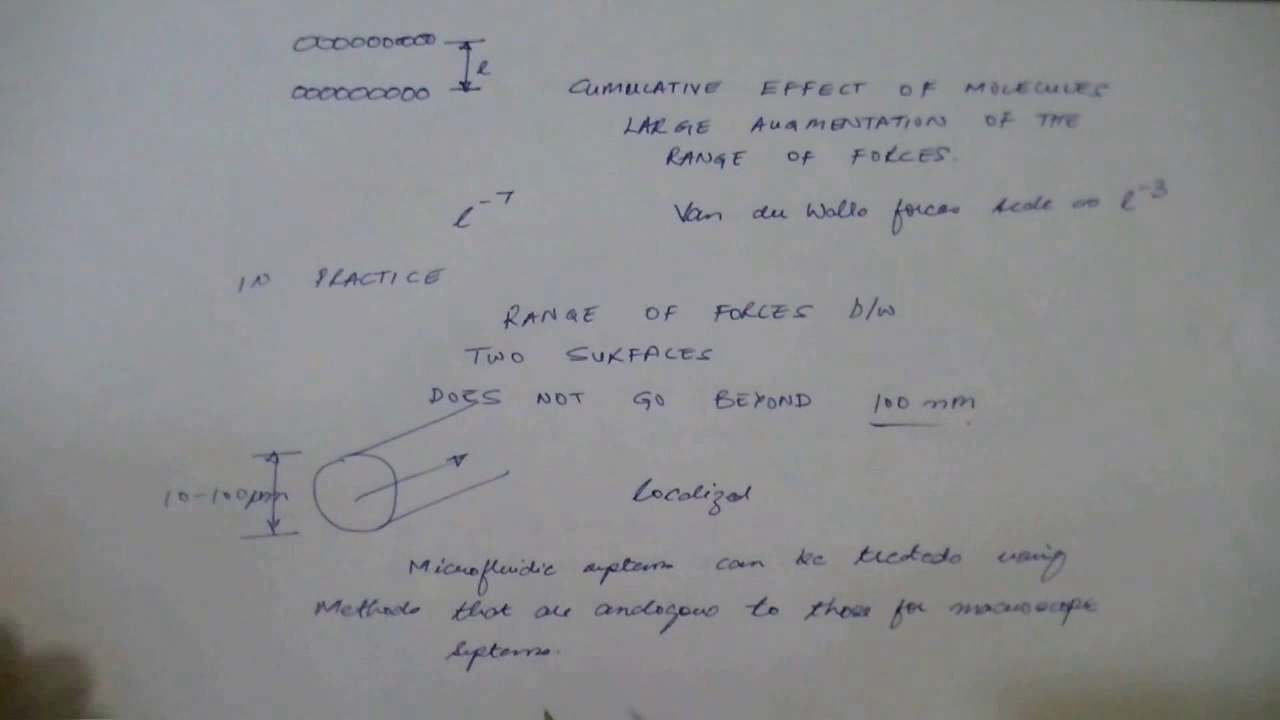 l
CUMULATIVE EFFECT OF MOLECULES
LARGE AUGMENTATION OF THE
RANGE OF FORCES.
l⁻⁷
Van der Walls forces scale as l⁻³
IN PRACTICE
RANGE OF FORCES b/w
TWO SURFACES
DOES NOT GO BEYOND 100 nm
10-100μm
localized
Microfluidic systems can be treated using
Methods that are analogous to those for macroscopic
Systems.